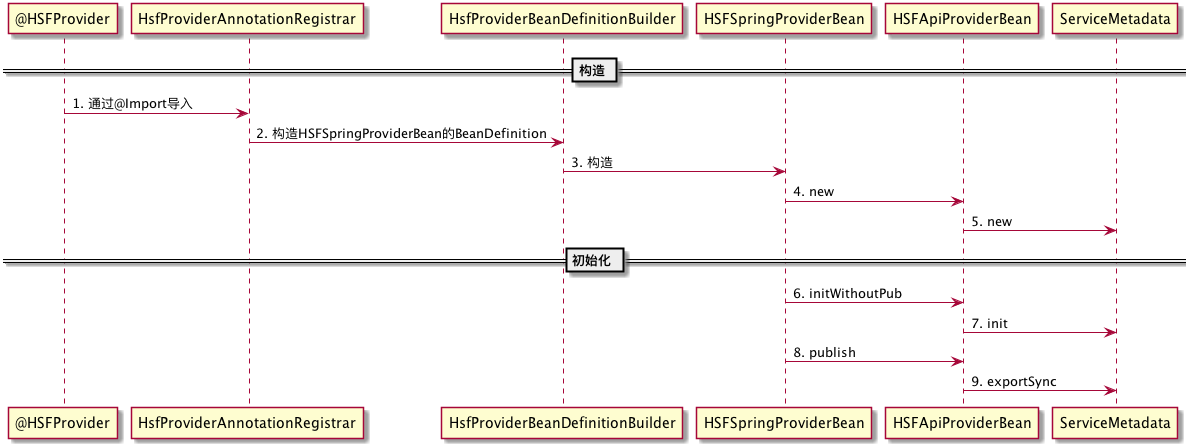 @HSFProvider HsfProviderAnnotationRegistrar HsfProviderBeanDefinitionBuilder HSFSpringProviderBean HSFApiProviderBean ServiceMetadata
构造
1. 通过@Import导入
2. 构造HSFSpringProviderBean的BeanDefinition
3. 构造
4. new
5. new
初始化
6. initWithoutPub
7. init
8. publish
9. exportSync
@HSFProvider HsfProviderAnnotationRegistrar HsfProviderBeanDefinitionBuilder HSFSpringProviderBean HSFApiProviderBean ServiceMetadata